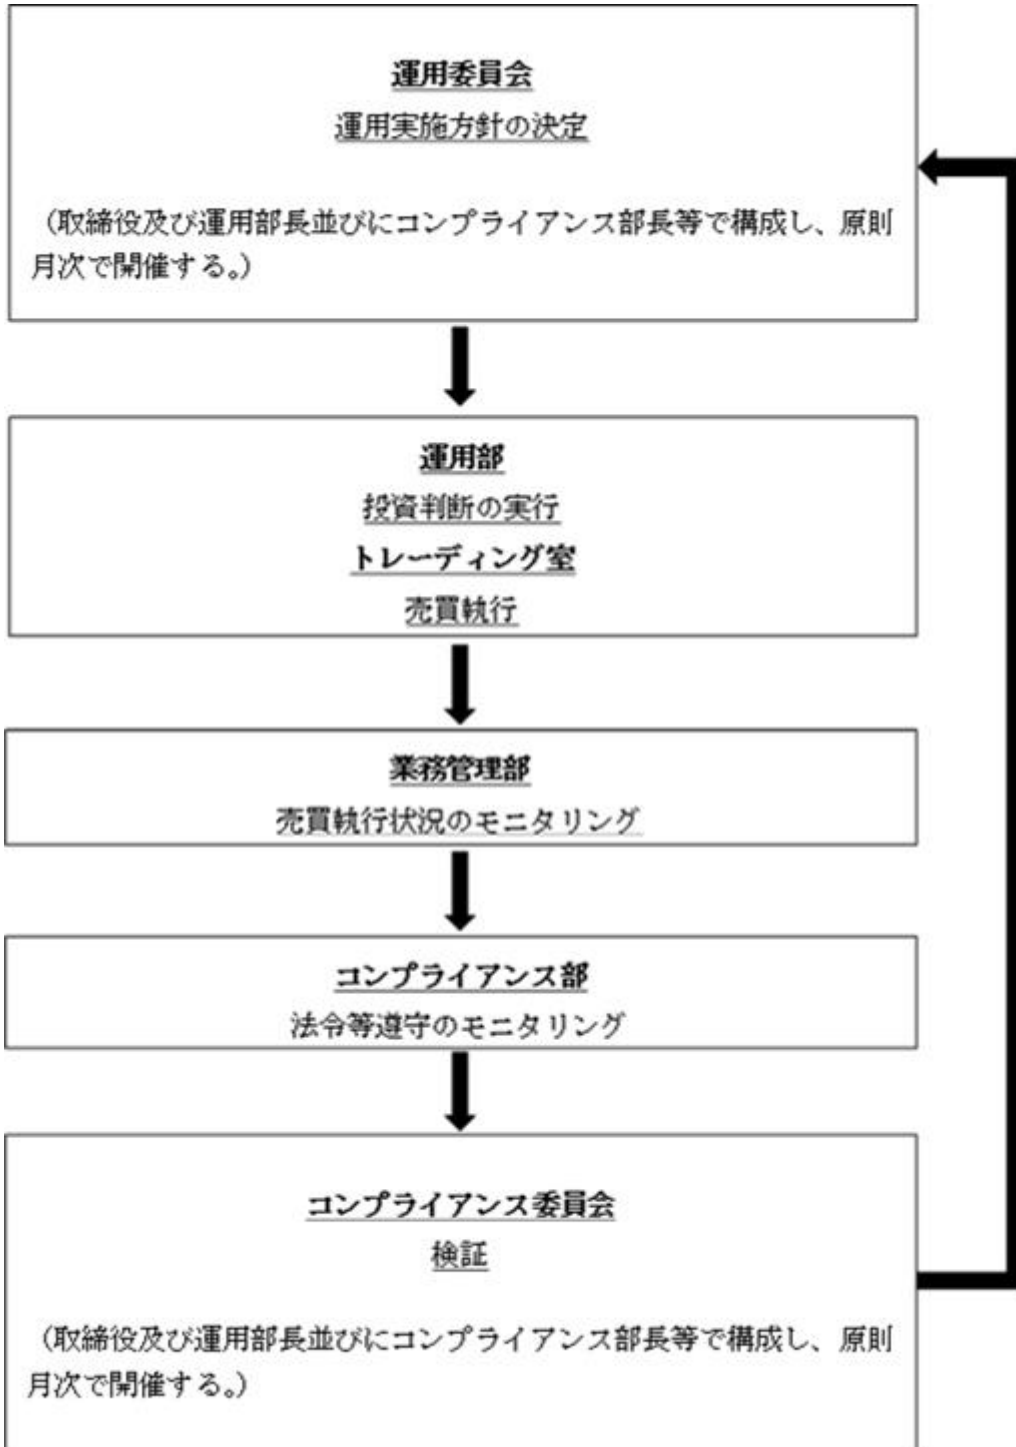 運用委員会
運用実施方針の決定
（取締役及び運用部長並びにコンプライアンス部長等で構成し、原則
月次で開催する。）
運用部
投資判断の実行
トレーディング室
売買執行
業務管理部
売買執行状況のモニタリング
コンプライアンス部
法令等遵守のモニタリング
コンプライアンス委員会
検証
（取締役及び運用部長並びにコンプライアンス部長等で構成し、原則
月次で開催する。）